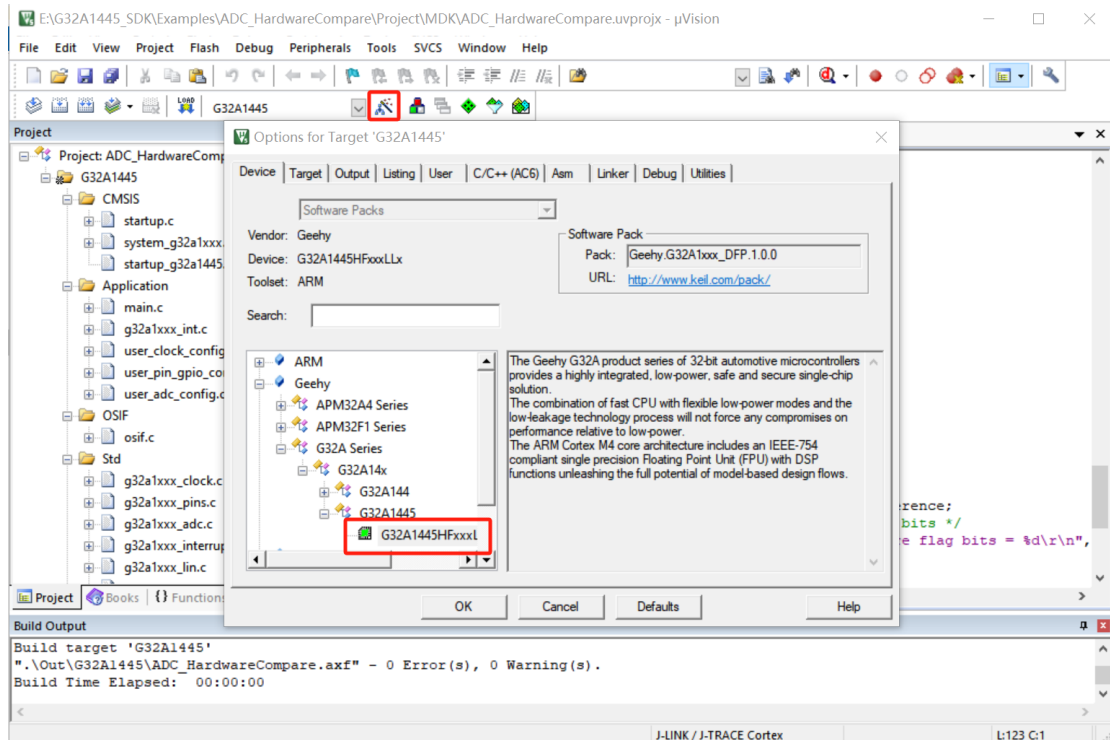 E:\G32A1445_SDK\Examples\ADC_HardwareCompare\Project\MDK\ADC_HardwareCompare.uvprojx - µVision
File Edit View Project Flash Debug Peripherals Tools SVCS Window Help
LOAD G32A1445
Project
Project: ADC_HardwareComp
G32A1445
CMSIS
startup.c
system_g32a1xxx.
startup_g32a1445.
Application
main.c
g32a1xxx_int.c
user_clock_config
user_pin_gpio_co
user_adc_config.c
OSIF
osif.c
Std
g32a1xxx_clock.c
g32a1xxx_pins.c
g32a1xxx_adc.c
g32a1xxx_interrup
g32a1xxx_lin.c
Project Books {} Functions
Options for Target 'G32A1445'
Device Target Output Listing User C/C++ (AC6) Asm Linker Debug Utilities
Software Packs
Vendor: Geehy
Device: G32A1445HFxxxLLx
Toolset: ARM
Search:
Software Pack
Pack: Geehy.G32A1xxx_DFP.1.0.0
URL: http://www.keil.com/pack/
ARM
Geehy
APM32A4 Series
APM32F1 Series
G32A Series
G32A14x
G32A144
G32A1445
G32A1445HFxxxL
The Geehy G32A product series of 32-bit automotive microcontrollers
provides a highly integrated, low-power, safe and secure single-chip
solution.
The combination of fast CPU with flexible low-power modes and the
low-leakage technology process will not force any compromises on
performance relative to low-power.
The ARM Cortex M4 core architecture includes an IEEE-754
compliant single precision Floating Point Unit (FPU) with DSP
functions unleashing the full potential of model-based design flows.
OK Cancel Defaults Help
erence;
bits */
e flag bits = %d\r\n",
Build Output
Build target 'G32A1445'
".\Out\G32A1445\ADC_HardwareCompare.axf" - 0 Error(s), 0 Warning(s).
Build Time Elapsed: 00:00:00
J-LINK / J-TRACE Cortex L:123 C:1